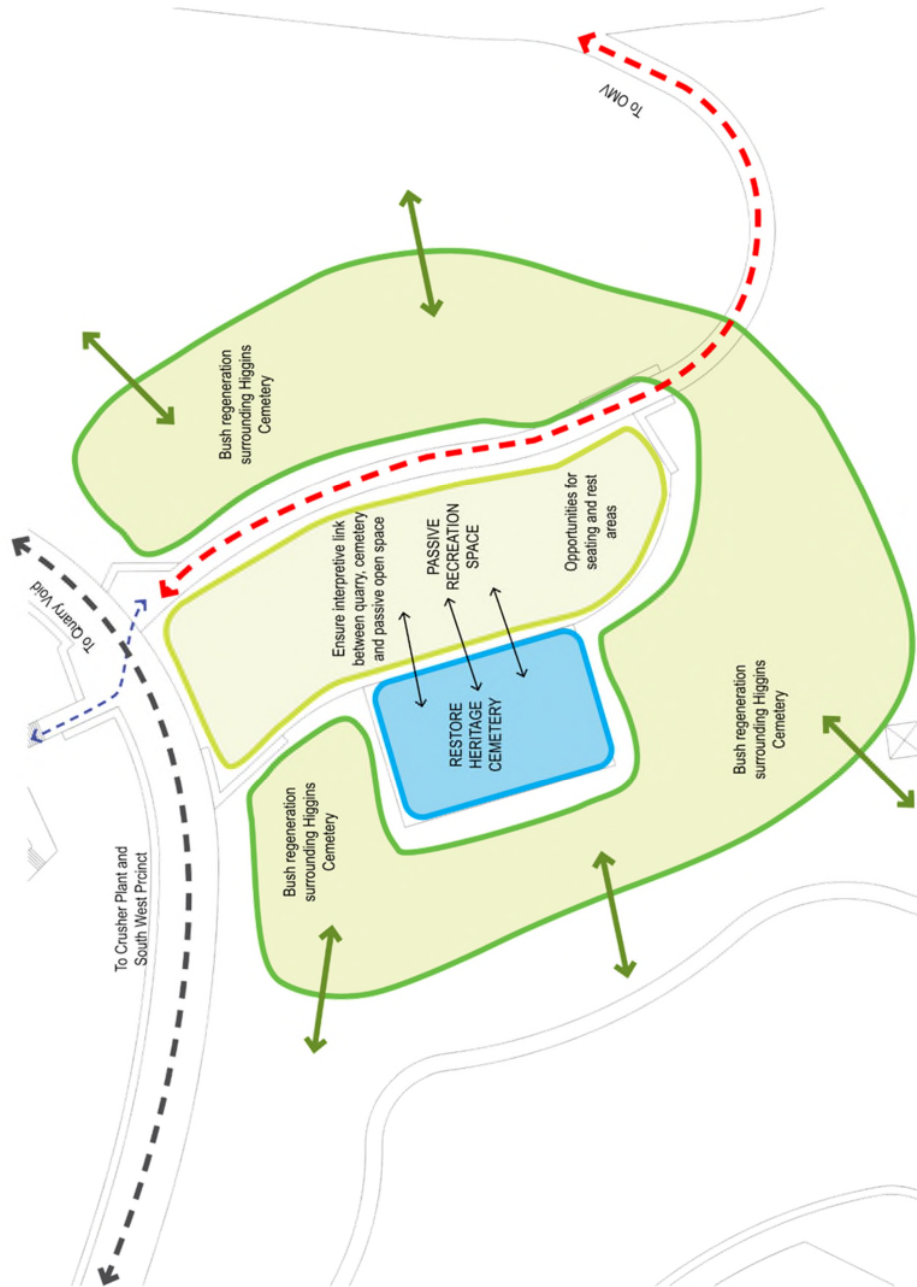 To OMV
Bush regeneration
surrounding Higgins
Cemetery
To Quarry Void
Ensure interpretive link
between quarry, cemetery
and passive open space
PASSIVE
RECREATION
SPACE
Opportunities for
seating and rest
areas
To Crusher Plant and
South West Prcinct
RESTORE
HERITAGE
CEMETERY
Bush regeneration
surrounding Higgins
Cemetery
Bush regeneration
surrounding Higgins
Cemetery